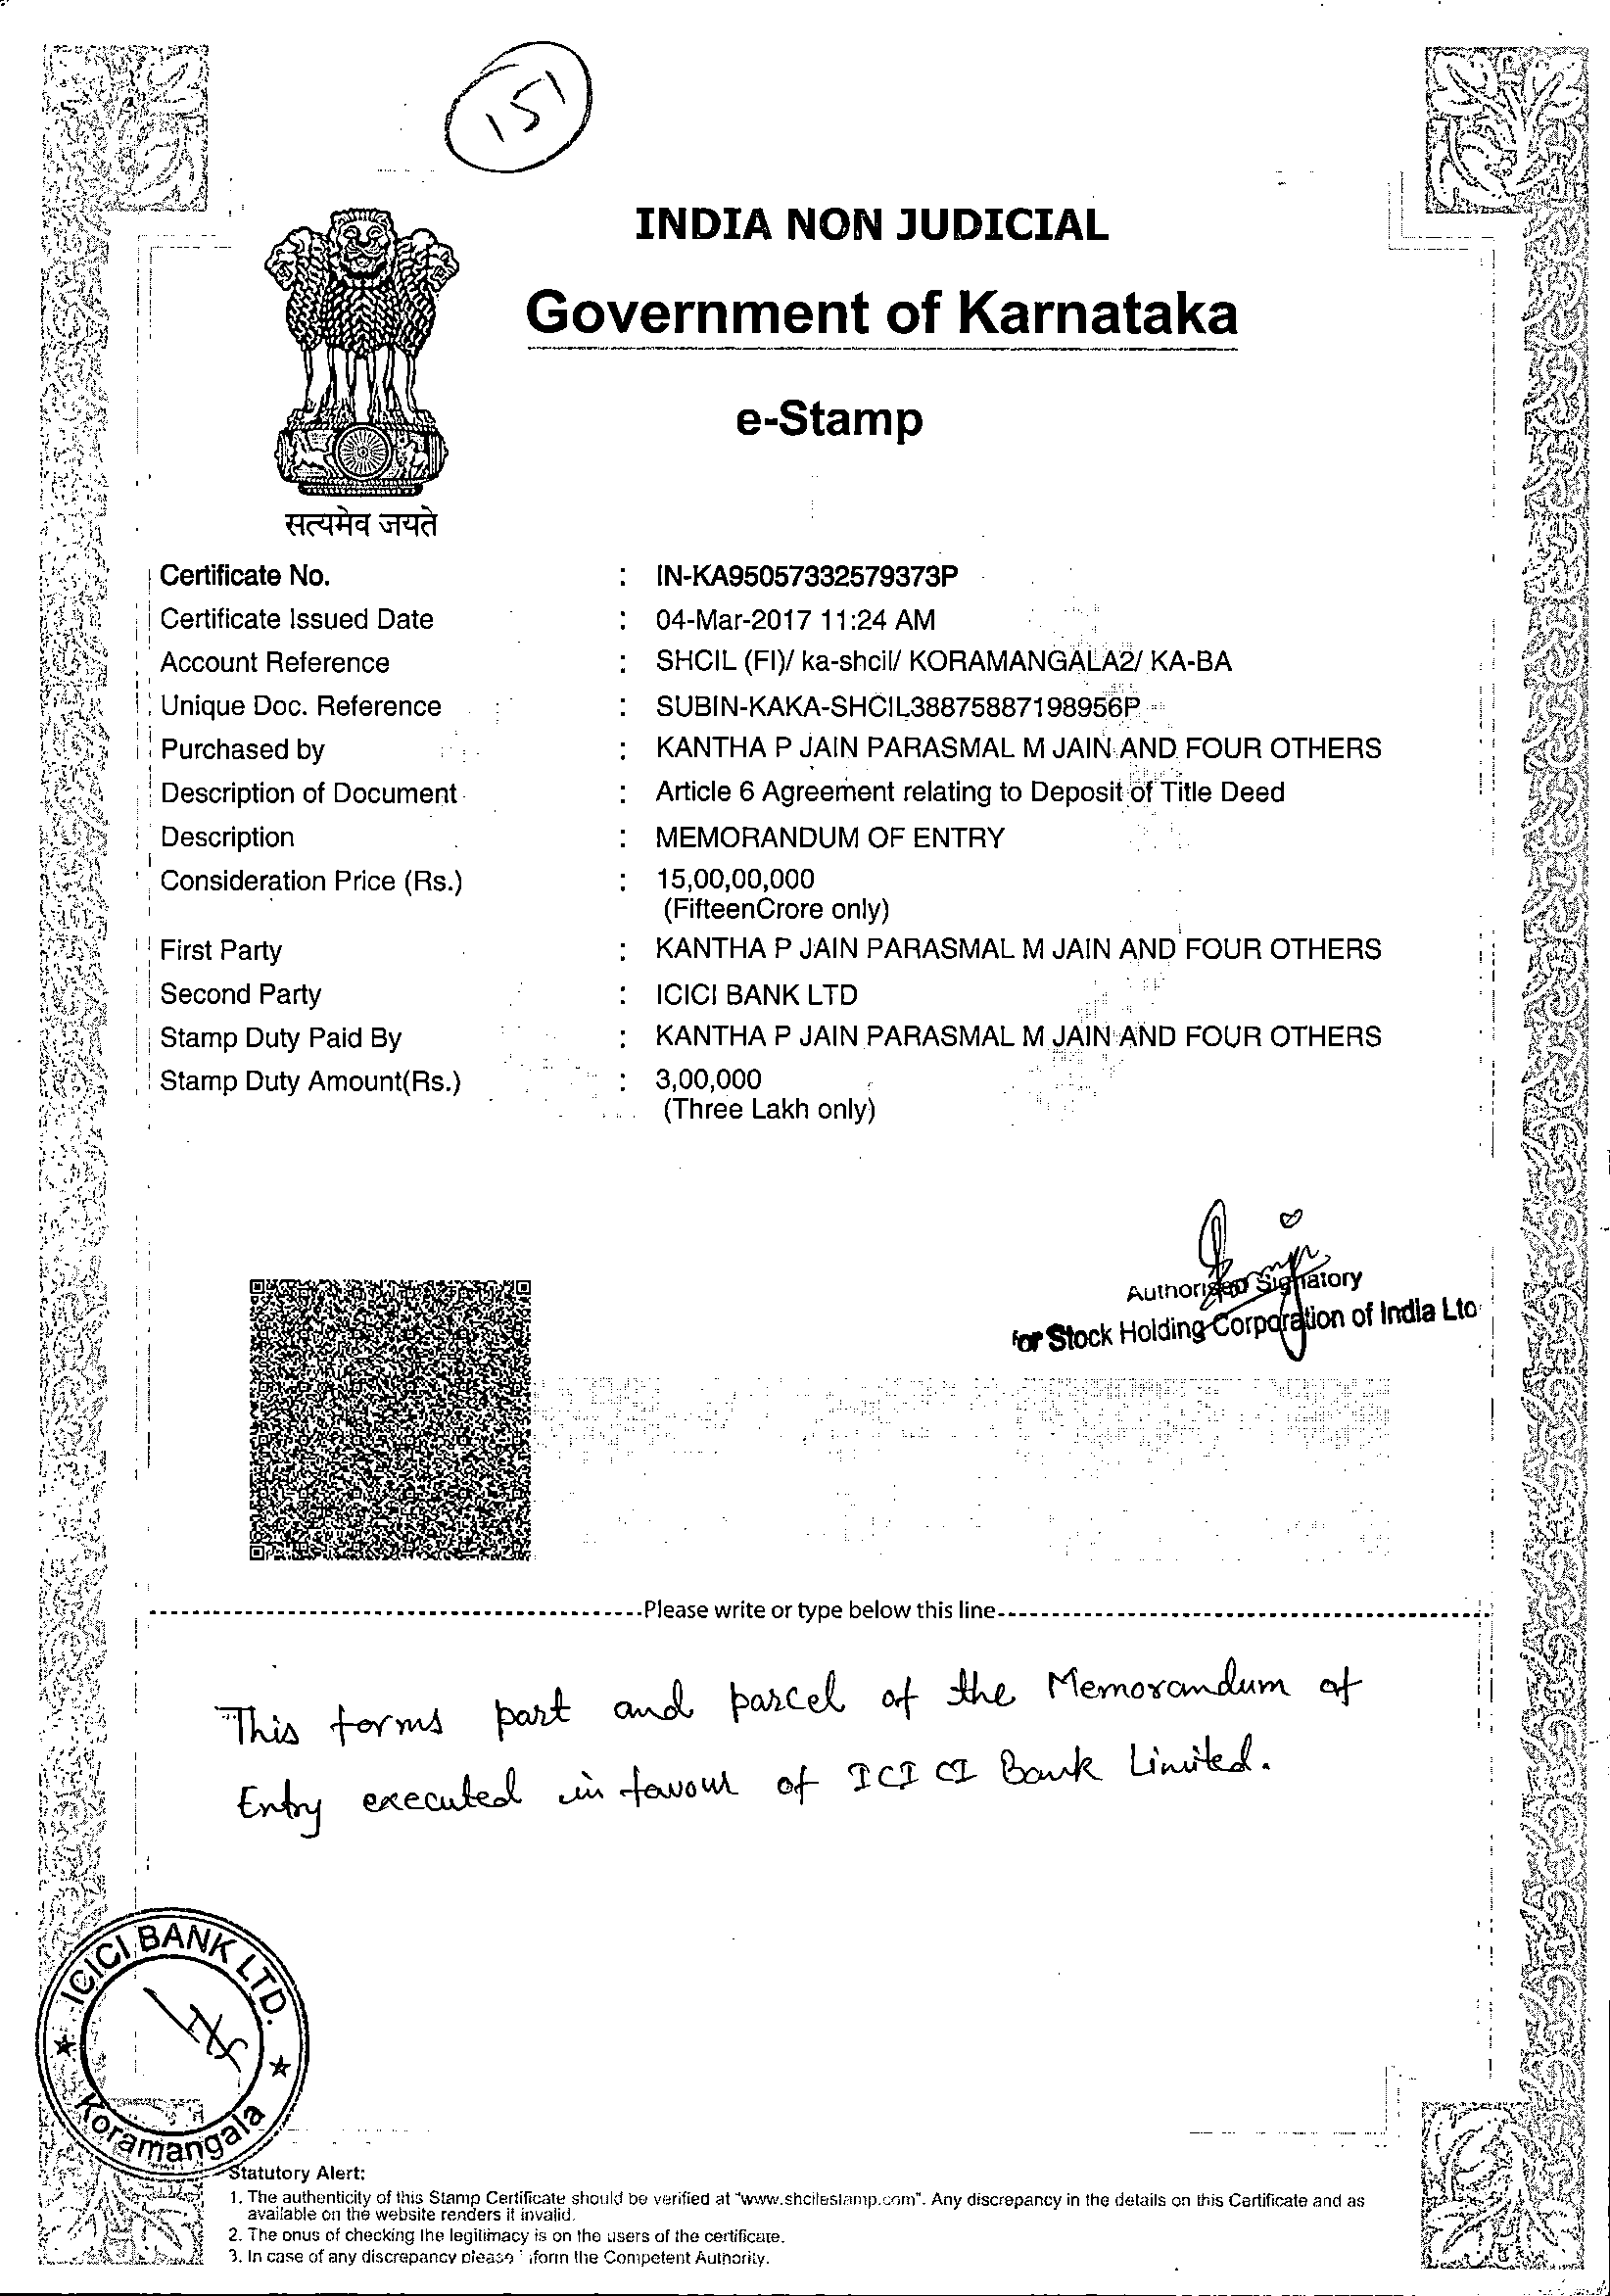 151
INDIA NON JUDICIAL
Government of Karnataka
e-Stamp
सत्यमेव जयते
Certificate No. : IN-KA95057332579373P
Certificate Issued Date : 04-Mar-2017 11:24 AM
Account Reference : SHCIL (FI)/ ka-shcil/ KORAMANGALA2/ KA-BA
Unique Doc. Reference : SUBIN-KAKA-SHCIL38875887198956P
Purchased by : KANTHA P JAIN PARASMAL M JAIN AND FOUR OTHERS
Description of Document : Article 6 Agreement relating to Deposit of Title Deed
Description : MEMORANDUM OF ENTRY
Consideration Price (Rs.) : 15,00,00,000
(FifteenCrore only)
First Party : KANTHA P JAIN PARASMAL M JAIN AND FOUR OTHERS
Second Party : ICICI BANK LTD
Stamp Duty Paid By : KANTHA P JAIN PARASMAL M JAIN AND FOUR OTHERS
Stamp Duty Amount(Rs.) : 3,00,000
(Three Lakh only)
Authorised Signatory
for Stock Holding Corporation of India Ltd
Please write or type below this line
This forms part and parcel of the Memorandum of
Entry executed in favour of ICICI Bank Limited.
ICICI BANK LTD.
Koramangala
Statutory Alert:
1. The authenticity of this Stamp Certificate should be verified at "www.shcilestamp.com". Any discrepancy in the details on this Certificate and as
available on the website renders it invalid.
2. The onus of checking the legitimacy is on the users of the certificate.
3. In case of any discrepancy please inform the Competent Authority.